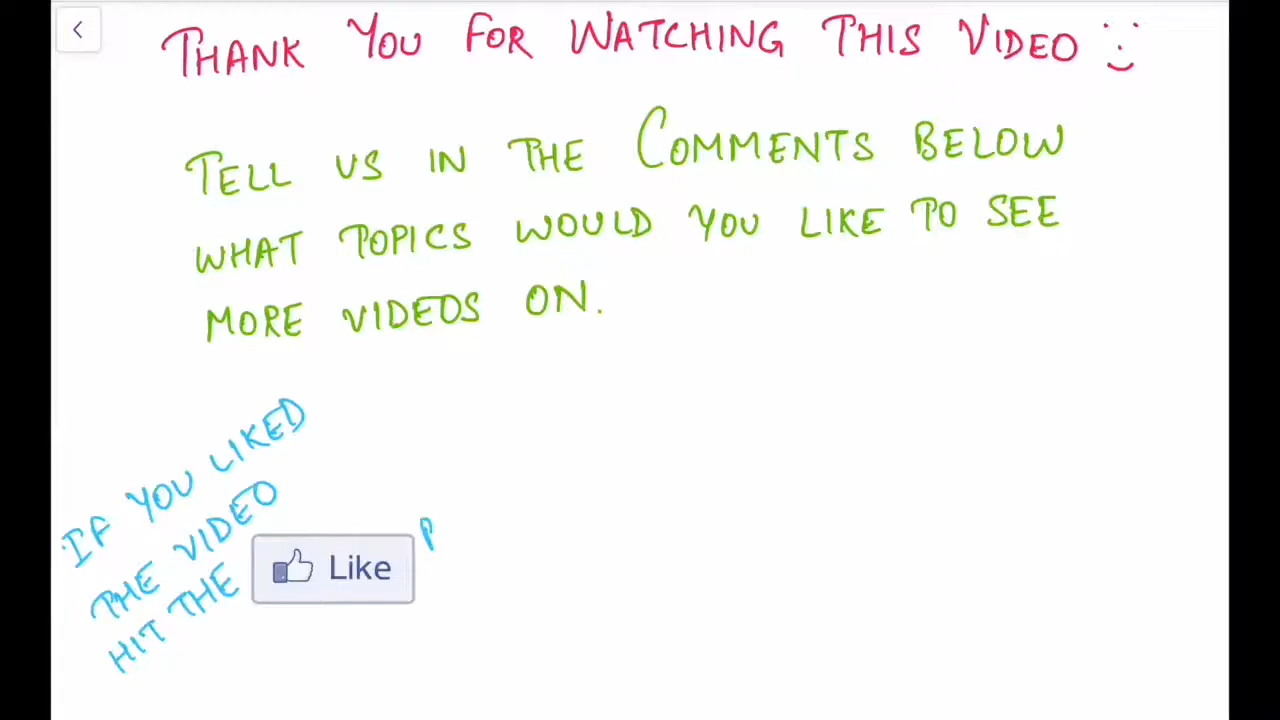 THANK YOU FOR WATCHING THIS VIDEO
TELL US IN THE COMMENTS BELOW
WHAT TOPICS WOULD YOU LIKE TO SEE
MORE VIDEOS ON.
IF YOU LIKED
THE VIDEO
HIT THE
Like